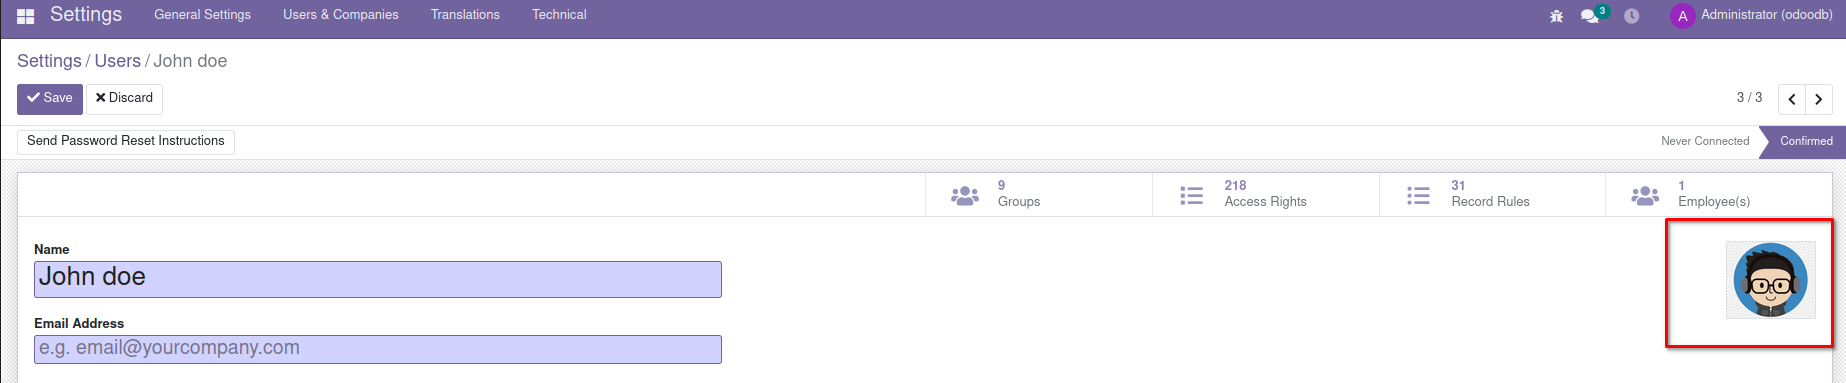 Settings General Settings Users & Companies Translations Technical 3 A Administrator (odoodb)
Settings / Users / John doe
Save Discard 3 / 3
Send Password Reset Instructions Never Connected Confirmed
9 218 31 1
Groups Access Rights Record Rules Employee(s)
Name
John doe
Email Address
e.g. email@yourcompany.com